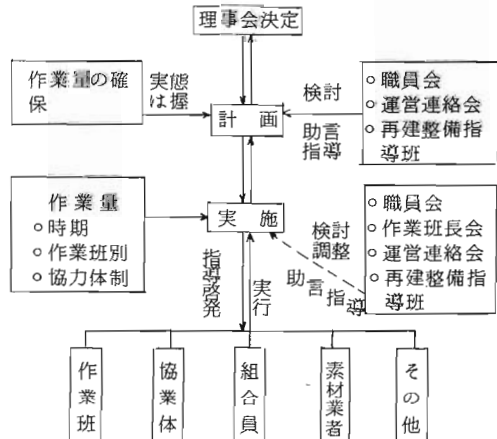 理事会決定
作業量の確
保
実態
は握
計画
検討
助言
指導
○職員会
○運営連絡会
○再建整備指
導班
作業量
○時期
○作業班別
○協力体制
実施
検討
調整
助言指導
○職員会
○作業班長会
○運営連絡会
○再建整備指
導班
指導啓発
実行
作業班
協業体
組合員
素材業者
その他